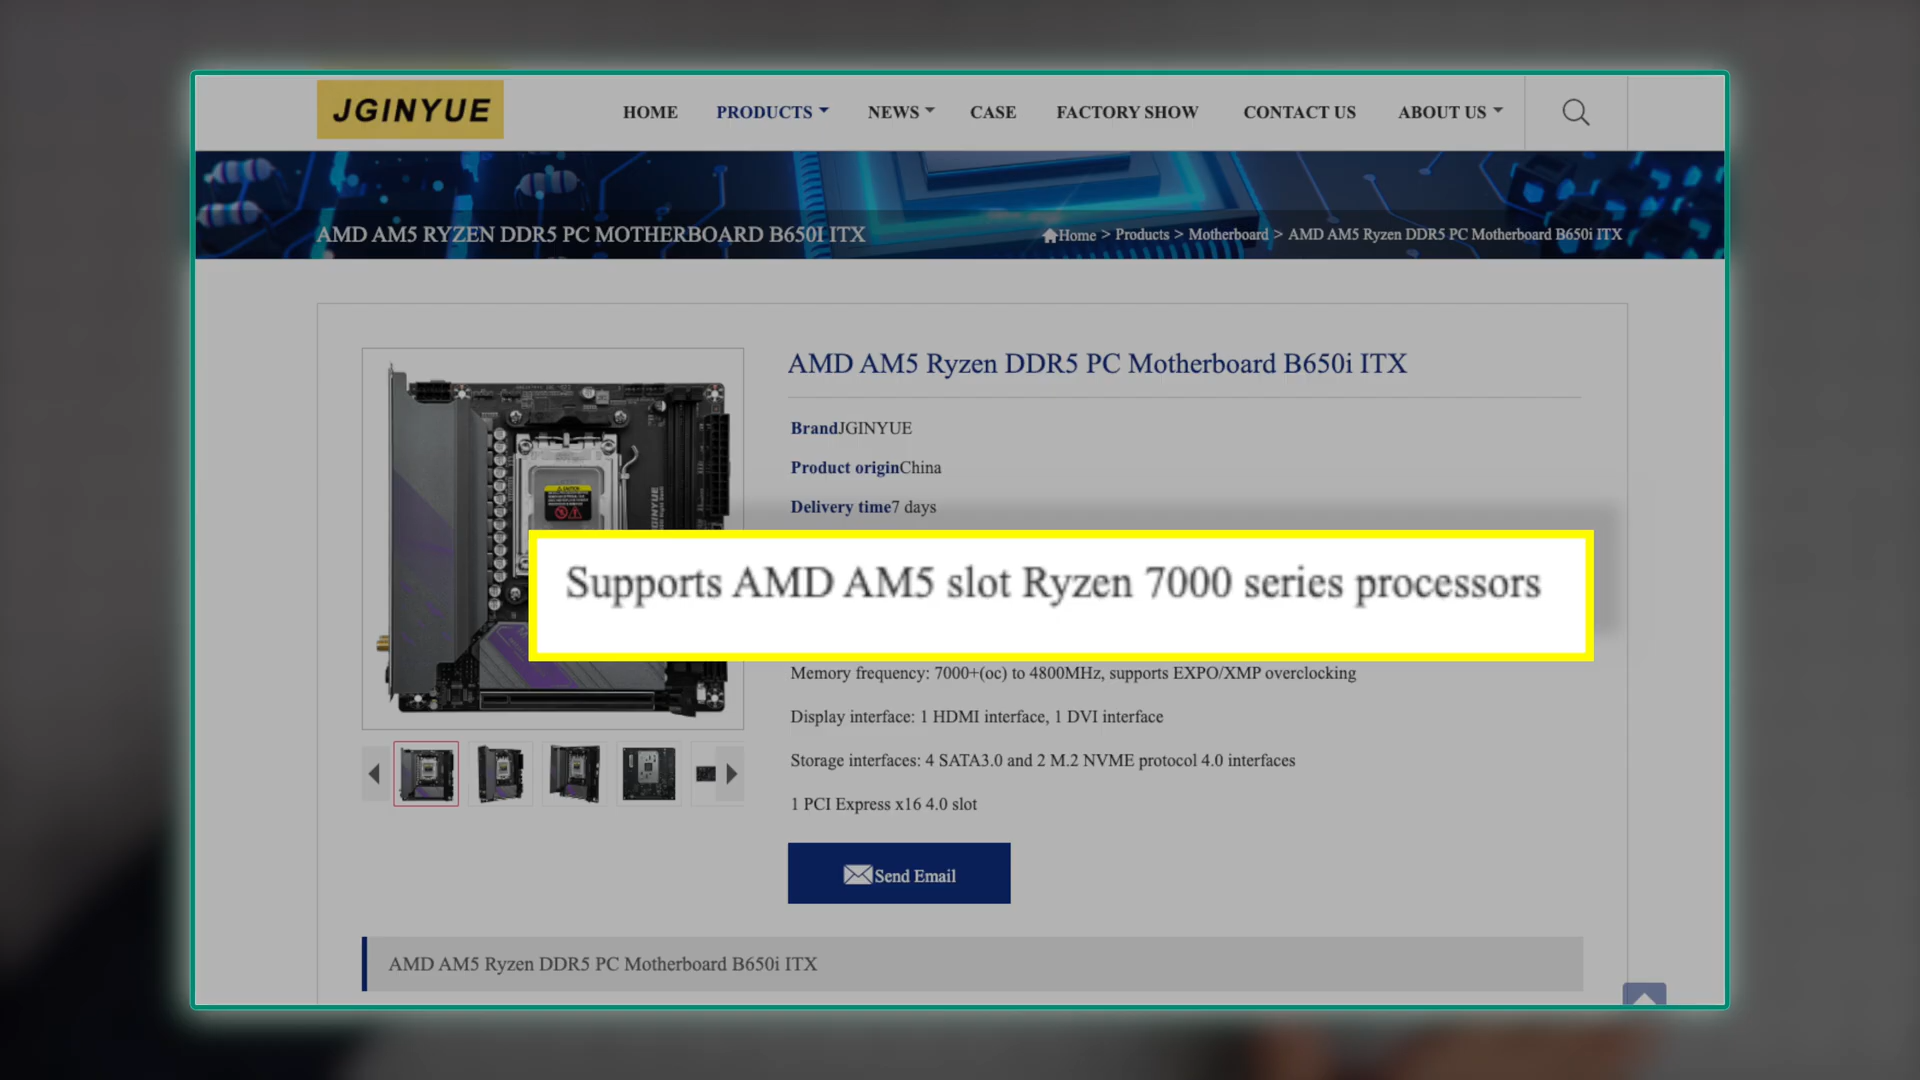 JGINYUE
HOME PRODUCTS NEWS CASE FACTORY SHOW CONTACT US ABOUT US
AMD AM5 RYZEN DDR5 PC MOTHERBOARD B650I ITX
Home > Products > Motherboard > AMD AM5 Ryzen DDR5 PC Motherboard B650i ITX
AMD AM5 Ryzen DDR5 PC Motherboard B650i ITX
BrandJGINYUE
Product originChina
Delivery time7 days
CAUTION
JGINYUE
Supports AMD AM5 slot Ryzen 7000 series processors
Memory frequency: 7000+(oc) to 4800MHz, supports EXPO/XMP overclocking
Display interface: 1 HDMI interface, 1 DVI interface
Storage interfaces: 4 SATA3.0 and 2 M.2 NVME protocol 4.0 interfaces
1 PCI Express x16 4.0 slot
Send Email
AMD AM5 Ryzen DDR5 PC Motherboard B650i ITX